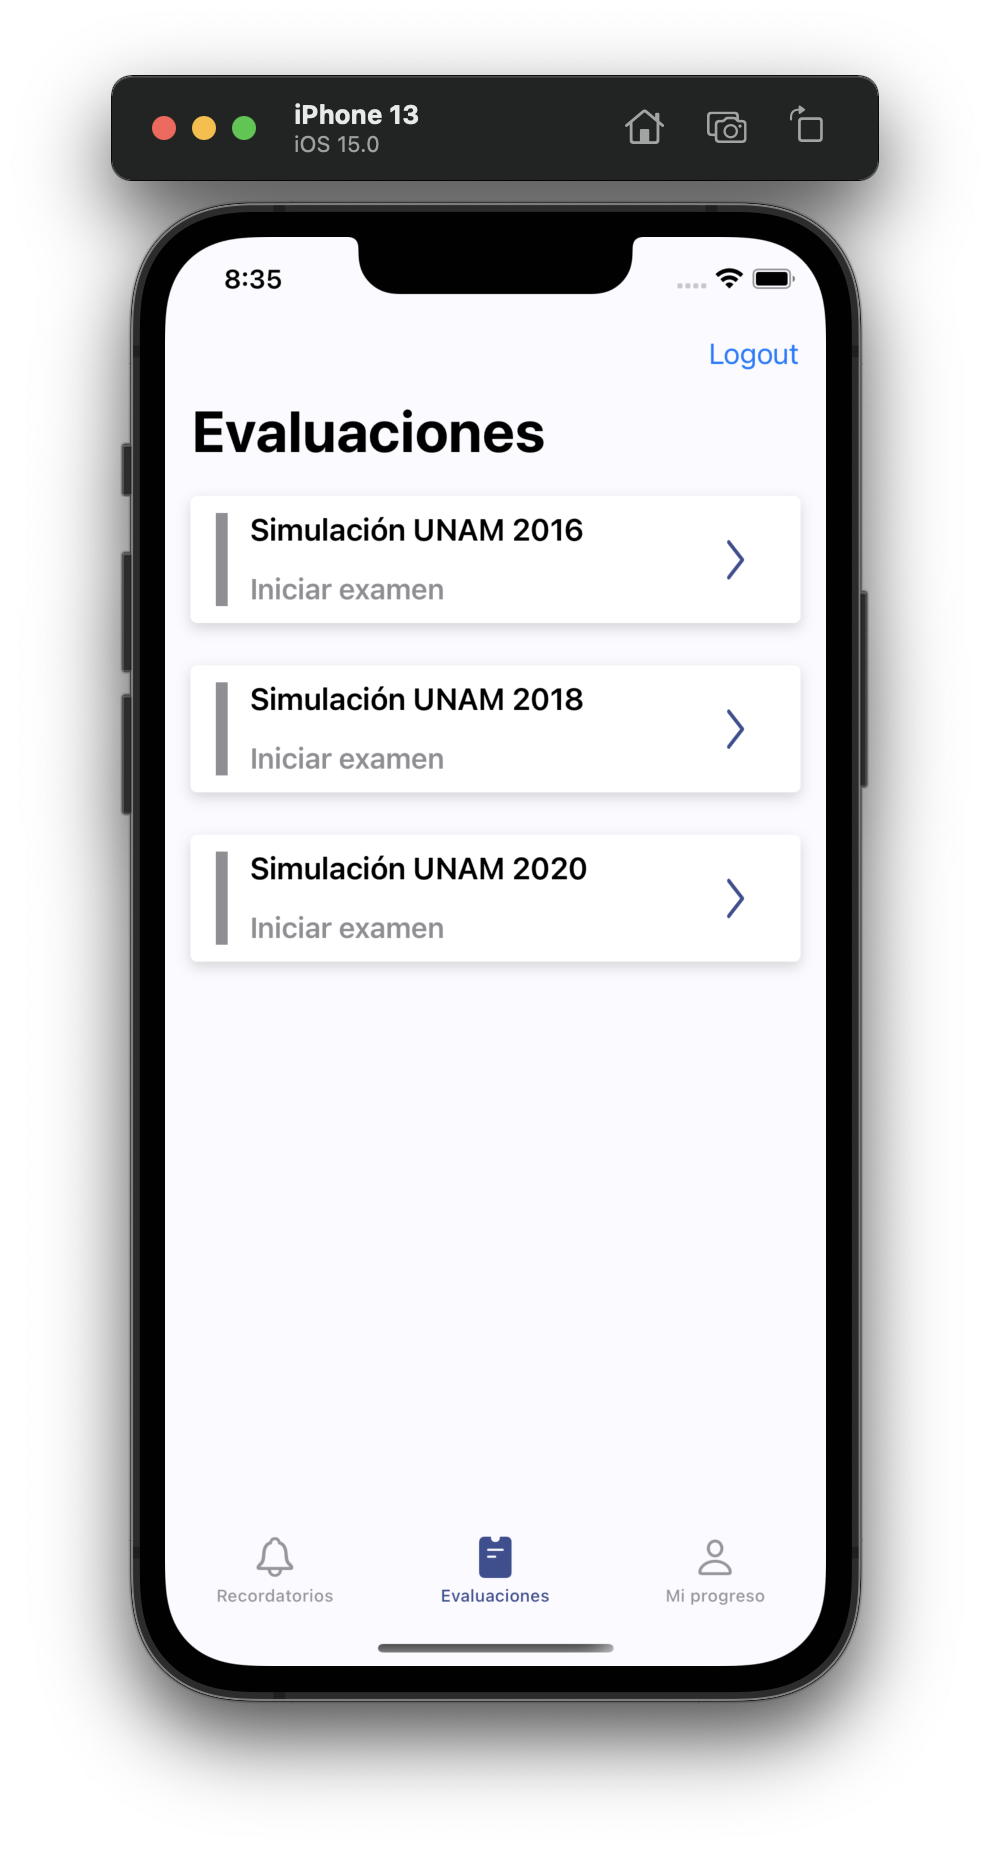 iPhone 13
iOS 15.0
8:35
Logout
Evaluaciones
Simulación UNAM 2016
Iniciar examen
Simulación UNAM 2018
Iniciar examen
Simulación UNAM 2020
Iniciar examen
Recordatorios
Evaluaciones
Mi progreso